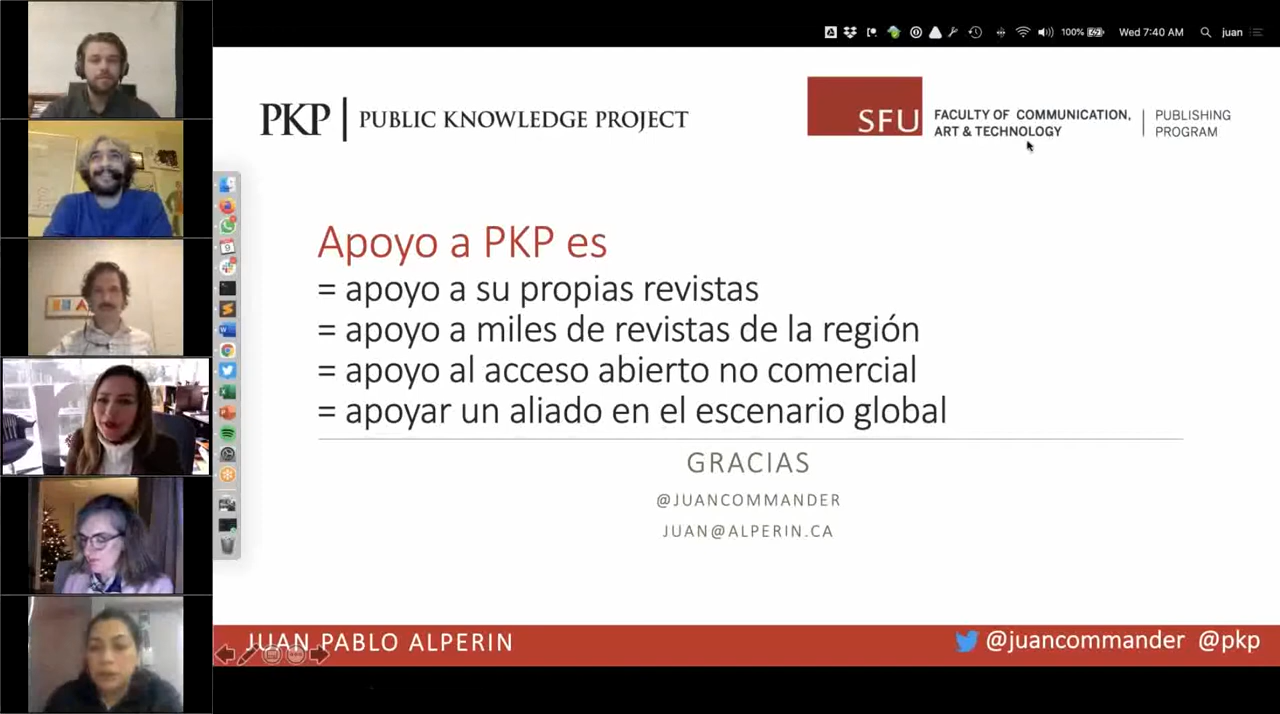 100%
Wed 7:40 AM
juan
PKP | PUBLIC KNOWLEDGE PROJECT
SFU
FACULTY OF COMMUNICATION,
ART & TECHNOLOGY
PUBLISHING
PROGRAM
Apoyo a PKP es
= apoyo a su propias revistas
= apoyo a miles de revistas de la región
= apoyo al acceso abierto no comercial
= apoyar un aliado en el escenario global
GRACIAS
@JUANCOMMANDER
JUAN@ALPERIN.CA
JUAN PABLO ALPERIN
@juancommander @pkp